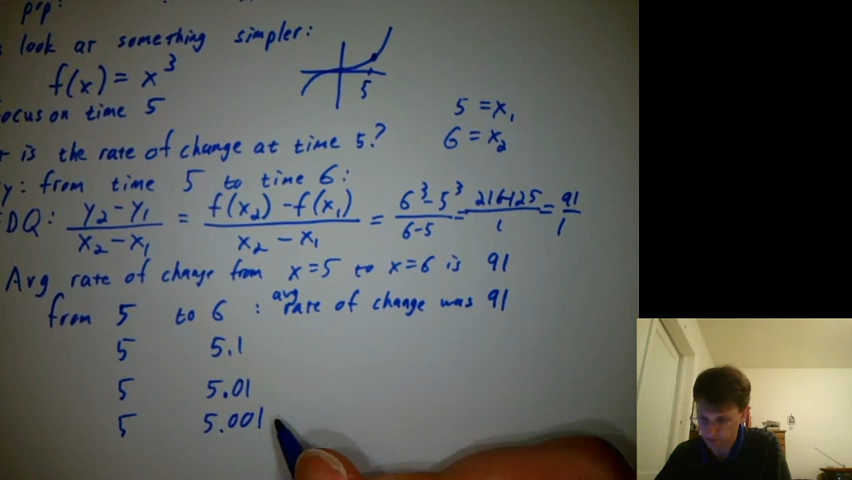 prp:
look at something simpler:
f(x) = x³
5
focus on time 5
5 = x₁
6 = x₂
is the rate of change at time 5?
: from time 5 to time 6:
DQ: (y₂-y₁)/(x₂-x₁) = (f(x₂)-f(x₁))/(x₂-x₁) = (6³-5³)/(6-5) = (216-125)/1 = 91/1
Avg rate of change from x=5 to x=6 is 91
from 5 to 6 : avg rate of change was 91
5 5.1
5 5.01
5 5.001